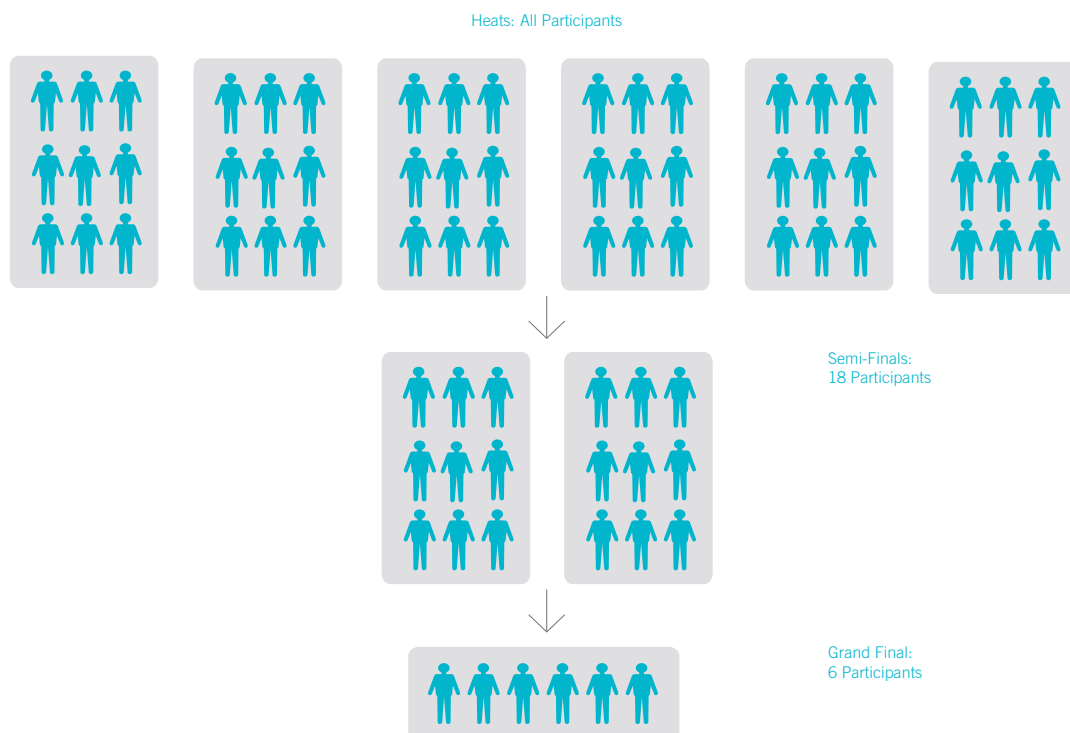 Heats: All Participants
Semi-Finals:
18 Participants
Grand Final:
6 Participants